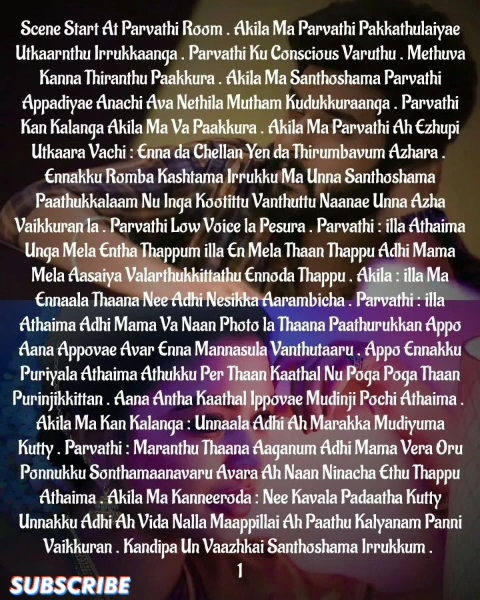 Scene Start At Parvathi Room . Akila Ma Parvathi Pakkathulaiyae
Utkaarnthu Irrukkaanga . Parvathi Ku Conscious Varuthu . Methuva
Kanna Thiranthu Paakkura . Akila Ma Santhoshama Parvathi
Appadiyae Anachi Ava Nethila Mutham Kudukkuraanga . Parvathi
Kan Kalanga Akila Ma Va Paakkura . Akila Ma Parvathi Ah Ezhupi
Utkaara Vachi : Enna da Chellan Yen da Thirumbavum Azhara .
Ennakku Romba Kashtama Irrukku Ma Unna Santhoshama
Paathukkalaam Nu Inga Kootittu Vanthuttu Naanae Unna Azha
Vaikkuran la . Parvathi Low Voice la Pesura . Parvathi : illa Athaima
Unga Mela Entha Thappum illa En Mela Thaan Thappu Adhi Mama
Mela Aasaiya Valarthukkittathu Ennoda Thappu . Akila : illa Ma
Ennaala Thaana Nee Adhi Nesikka Aarambicha . Parvathi : illa
Athaima Adhi Mama Va Naan Photo la Thaana Paathurukkan Appo
Aana Appovae Avar Enna Mannasula Vanthutaaru . Appo Ennakku
Puriyala Athaima Athukku Per Thaan Kaathal Nu Poga Poga Thaan
Purinjikkittan . Aana Antha Kaathal Ippovae Mudinji Pochi Athaima .
Akila Ma Kan Kalanga : Unnaala Adhi Ah Marakka Mudiyuma
Kutty . Parvathi : Maranthu Thaana Aaganum Adhi Mama Vera Oru
Ponnukku Sonthamaanavaru Avara Ah Naan Ninacha Ethu Thappu
Athaima . Akila Ma Kanneeroda : Nee Kavala Padaatha Kutty
Unnakku Adhi Ah Vida Nalla Maappillai Ah Paathu Kalyanam Panni
Vaikkuran . Kandipa Un Vaazhkai Santhoshama Irrukkum .
1
SUBSCRIBE